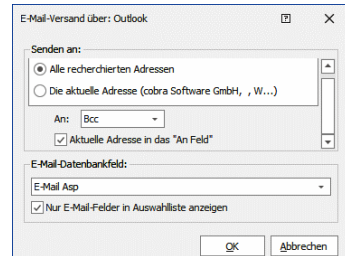 E-Mail-Versand über: Outlook
Senden an:
Alle recherchierten Adressen
Die aktuelle Adresse (cobra Software GmbH, , W...)
An: Bcc
Aktuelle Adresse in das "An Feld"
E-Mail-Datenbankfeld:
E-Mail Asp
Nur E-Mail-Felder in Auswahlliste anzeigen
OK Abbrechen